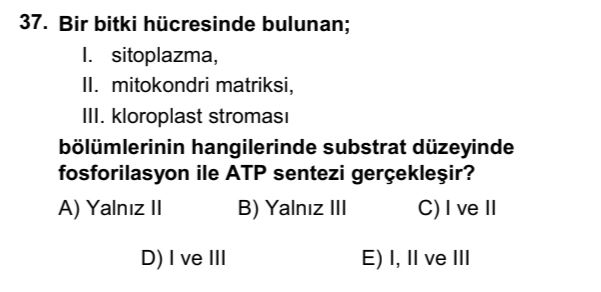 37. Bir bitki hücresinde bulunan;
I. sitoplazma,
II. mitokondri matriksi,
III. kloroplast stroması
bölümlerinin hangilerinde substrat düzeyinde
fosforilasyon ile ATP sentezi gerçekleşir?
A) Yalnız II B) Yalnız III C) I ve II
D) I ve III E) I, II ve III